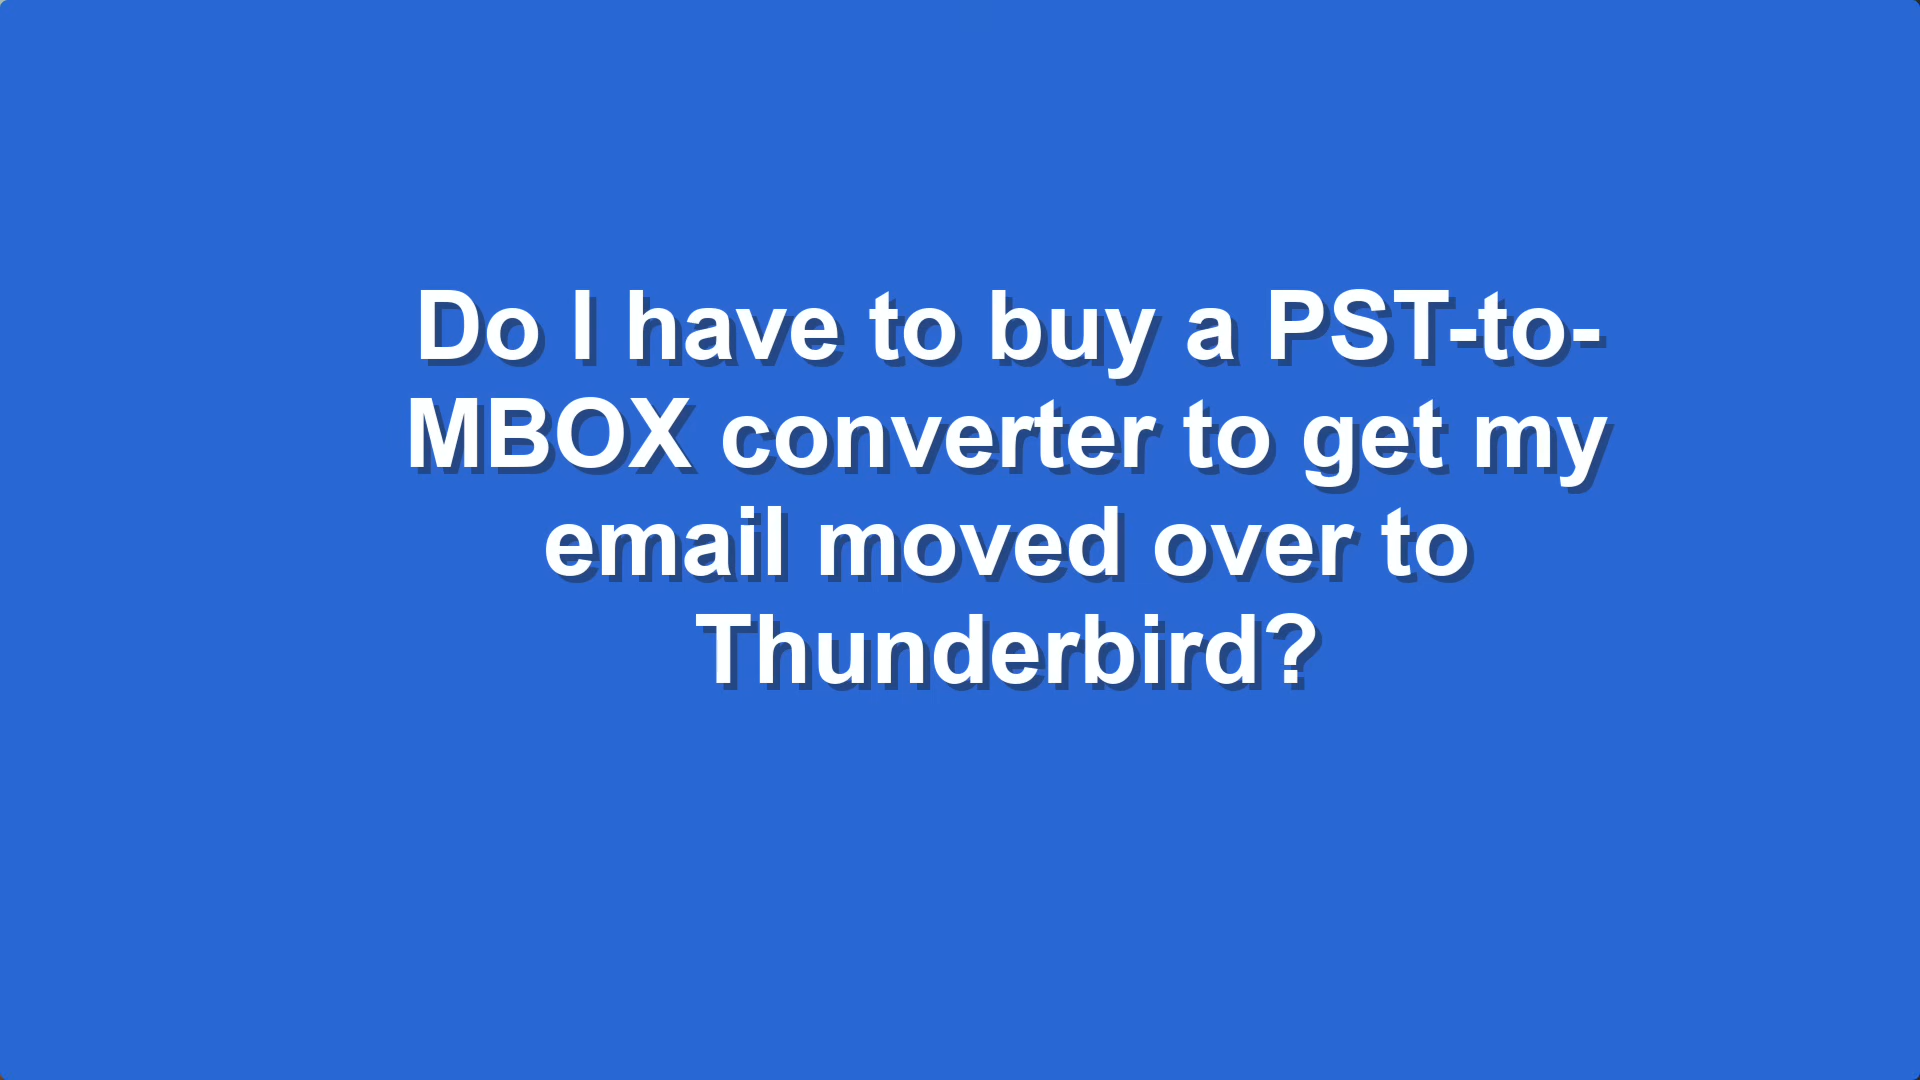 Do I have to buy a PST-to-
MBOX converter to get my
email moved over to
Thunderbird?